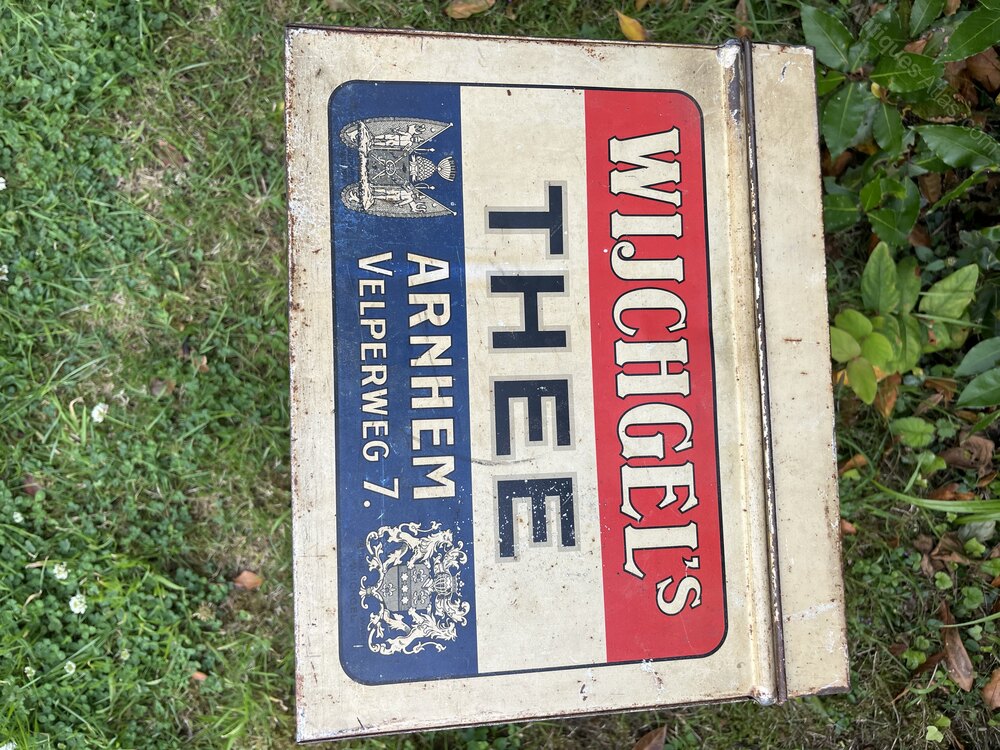 WIJCHGEL'S
THEE
ARNHEM
VELPERWEG 7.